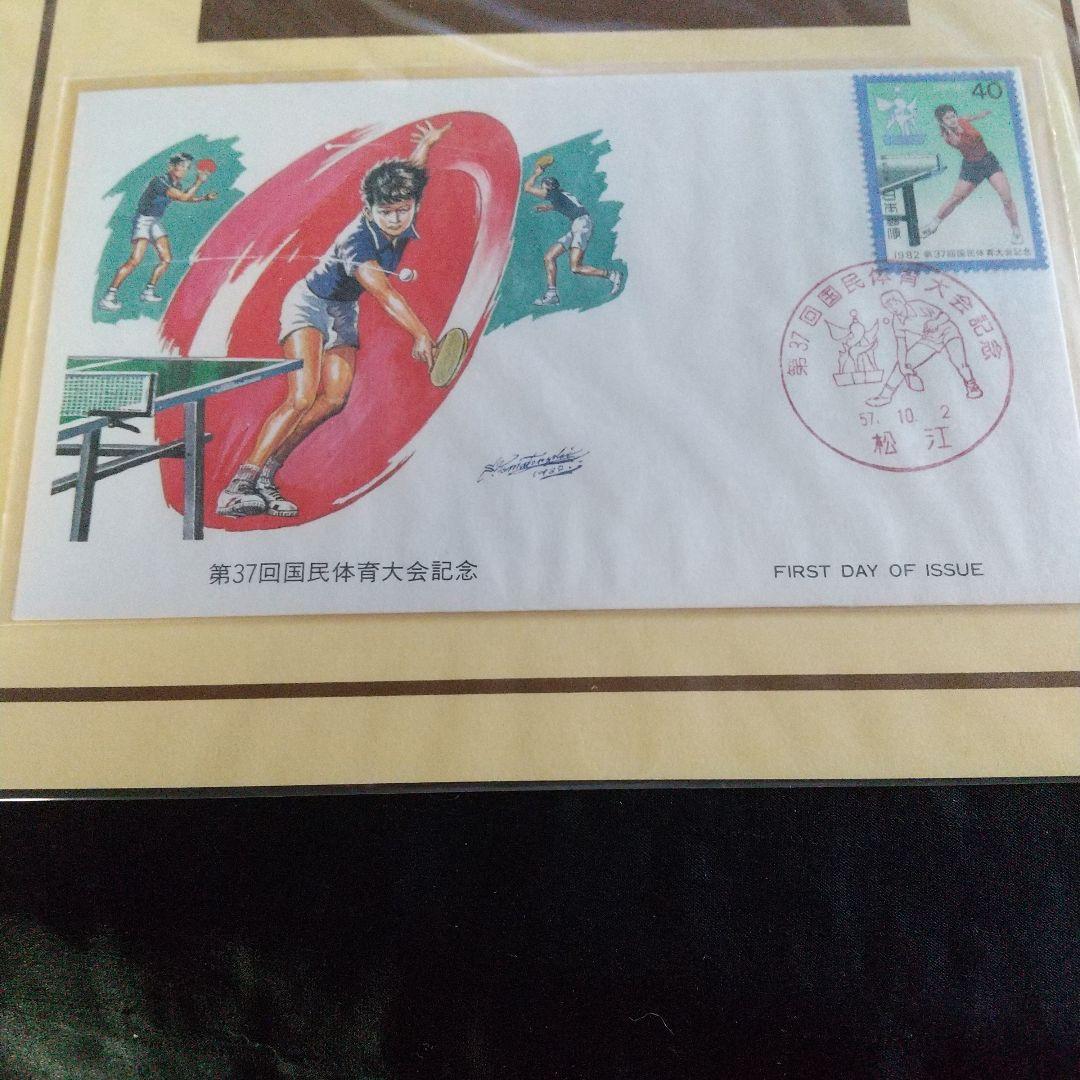 40
日本郵便
1982 第37回国民体育大会記念
第37回国民体育大会記念
57. 10. 2
松江
1982.
第37回国民体育大会記念
FIRST DAY OF ISSUE